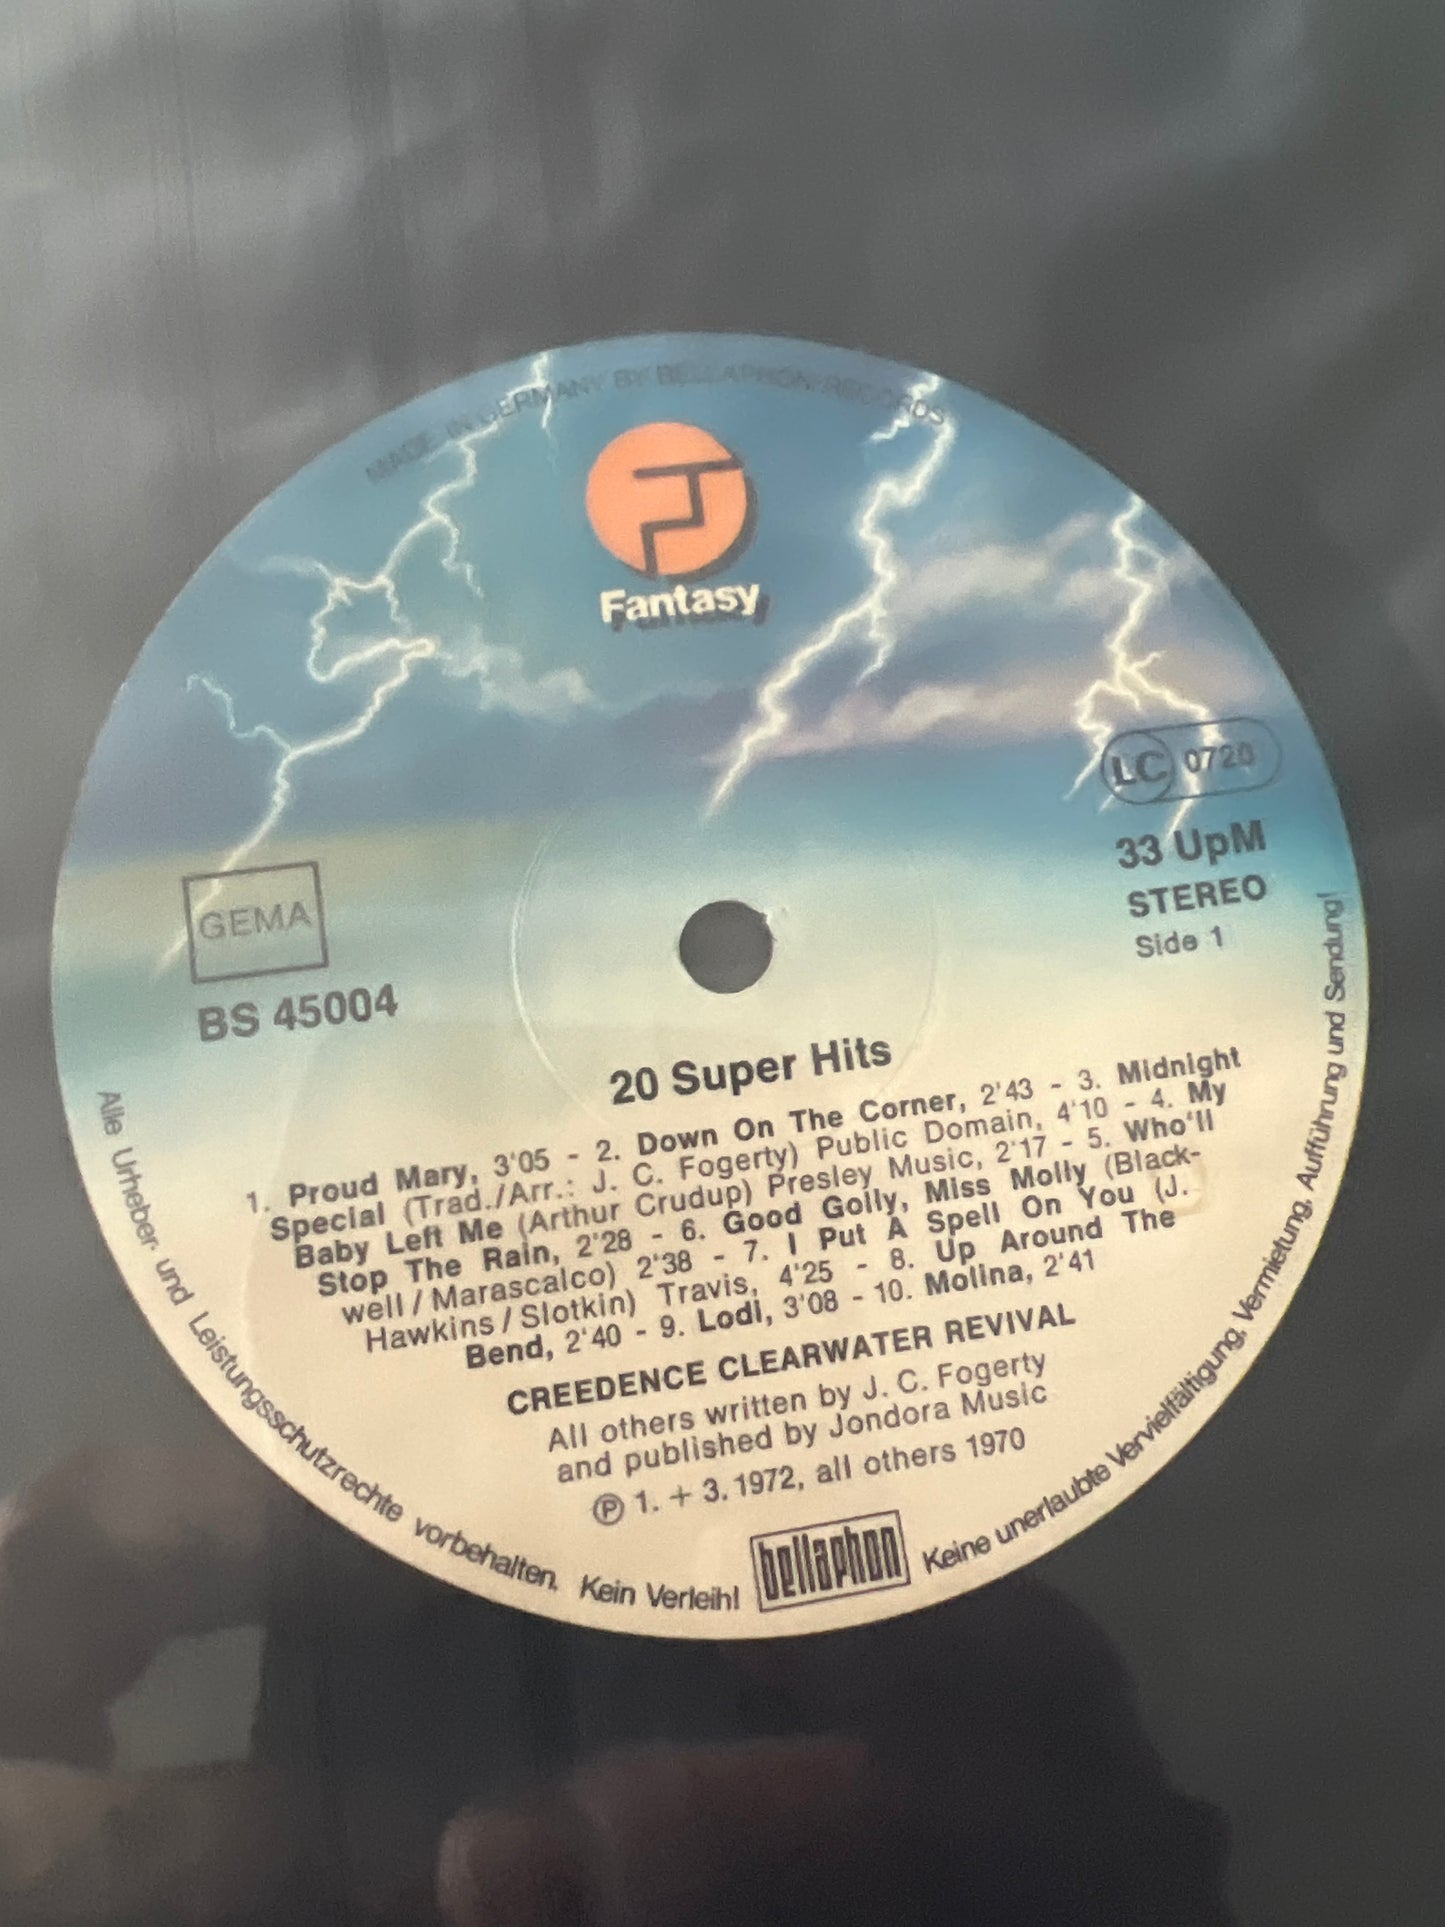 MADE IN GERMANY BY BELLAPHON RECORDS
Fantasy
LC 0720
33 UpM
STEREO
Side 1
GEMA
BS 45004
20 Super Hits
1. Proud Mary, 3'05 - 2. Down On The Corner, 2'43 - 3. Midnight
Special (Trad./Arr.: J. C. Fogerty) Public Domain, 4'10 - 4. My
Baby Left Me (Arthur Crudup) Presley Music, 2'17 - 5. Who'll
Stop The Rain, 2'28 - 6. Good Golly, Miss Molly (Black-
well / Marascalco) 2'38 - 7. I Put A Spell On You (J.
Hawkins / Slotkin) Travis, 4'25 - 8. Up Around The
Bend, 2'40 - 9. Lodi, 3'08 - 10. Molina, 2'41
CREEDENCE CLEARWATER REVIVAL
All others written by J. C. Fogerty
and published by Jondora Music
℗ 1. + 3. 1972, all others 1970
bellaphon
Alle Urheber- und Leistungsschutzrechte vorbehalten. Kein Verleih!
Keine unerlaubte Vervielfältigung, Vermietung, Aufführung und Sendung!